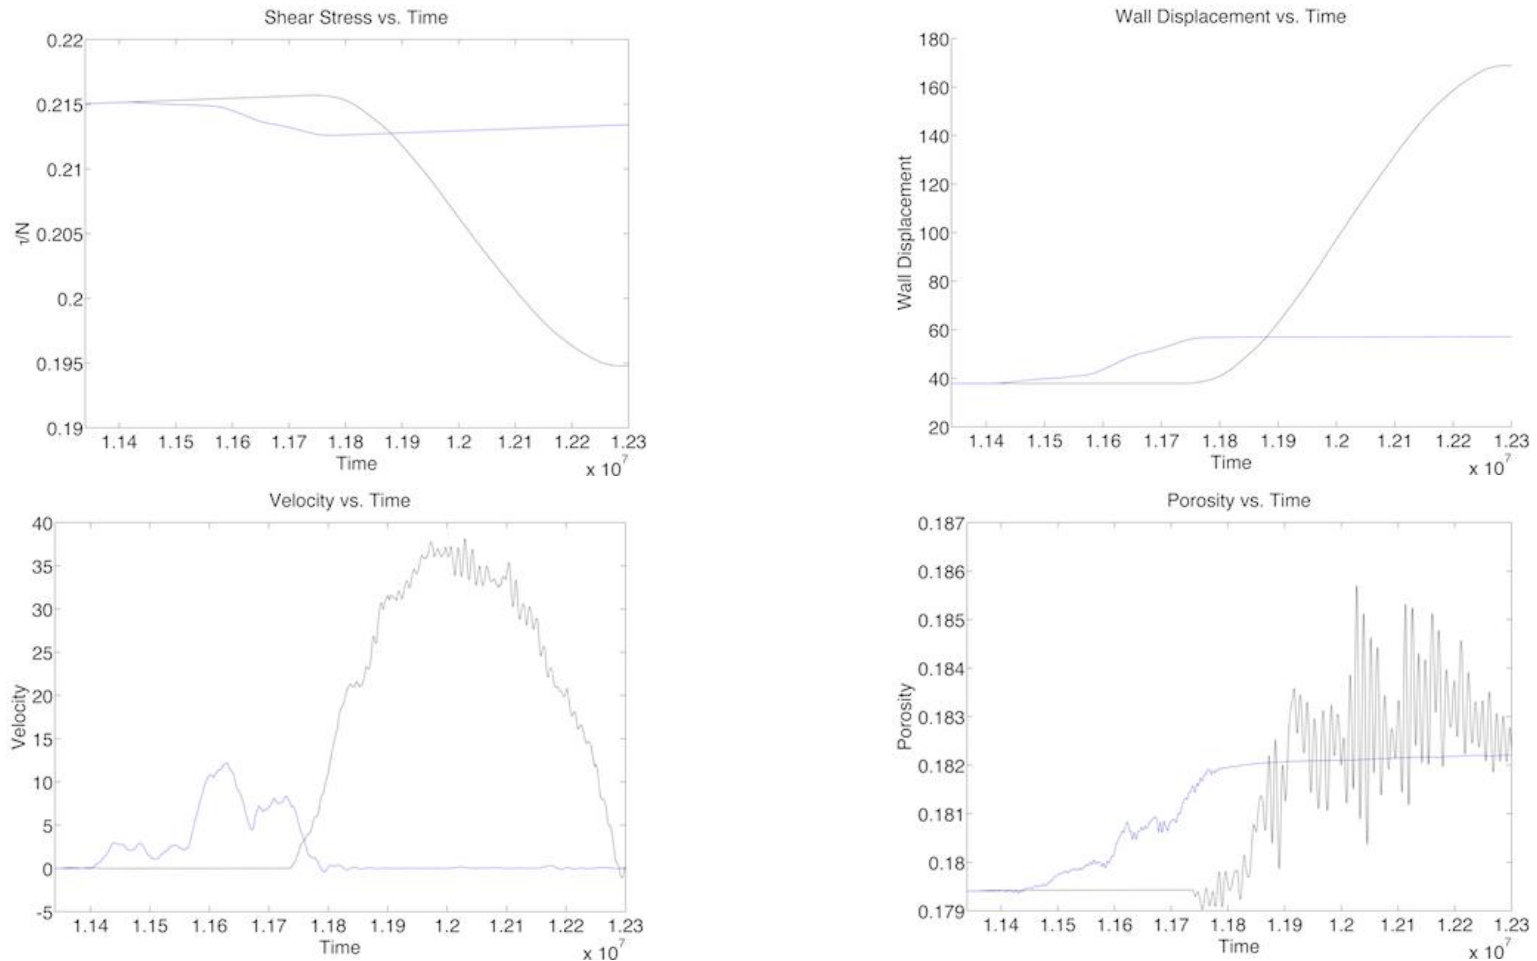 Shear Stress vs. Time
0.22
0.215
0.21
0.205
0.2
0.195
0.19
τ/N
1.14 1.15 1.16 1.17 1.18 1.19 1.2 1.21 1.22 1.23
Time
x 10^7
Wall Displacement vs. Time
180
160
140
120
100
80
60
40
20
Wall Displacement
1.14 1.15 1.16 1.17 1.18 1.19 1.2 1.21 1.22 1.23
Time
x 10^7
Velocity vs. Time
40
35
30
25
20
15
10
5
0
-5
Velocity
1.14 1.15 1.16 1.17 1.18 1.19 1.2 1.21 1.22 1.23
Time
x 10^7
Porosity vs. Time
0.187
0.186
0.185
0.184
0.183
0.182
0.181
0.18
0.179
Porosity
1.14 1.15 1.16 1.17 1.18 1.19 1.2 1.21 1.22 1.23
Time
x 10^7